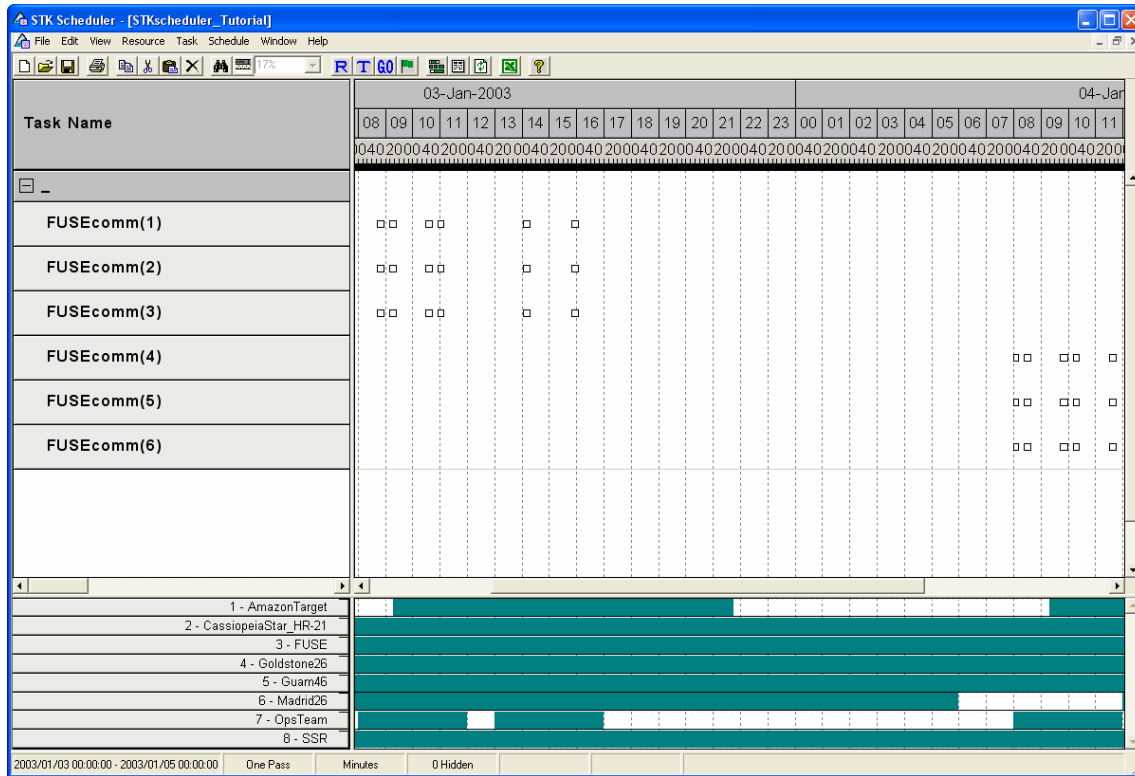 STK Scheduler - [STKscheduler_Tutorial]
File Edit View Resource Task Schedule Window Help
17% R T GO ?
03-Jan-2003 04-Jar
Task Name
08 09 10 11 12 13 14 15 16 17 18 19 20 21 22 23 00 01 02 03 04 05 06 07 08 09 10 11
_
FUSEcomm(1)
FUSEcomm(2)
FUSEcomm(3)
FUSEcomm(4)
FUSEcomm(5)
FUSEcomm(6)
1 - AmazonTarget
2 - CassiopeiaStar_HR-21
3 - FUSE
4 - Goldstone26
5 - Guam46
6 - Madrid26
7 - OpsTeam
8 - SSR
2003/01/03 00:00:00 - 2003/01/05 00:00:00 One Pass Minutes 0 Hidden